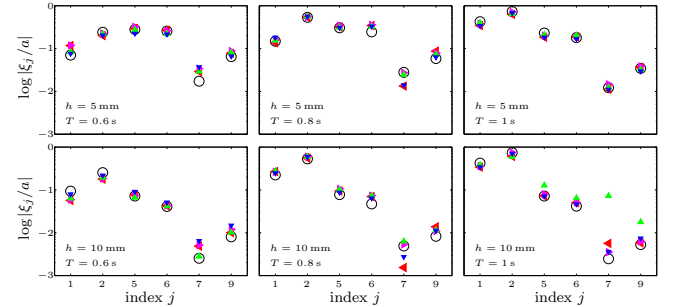 0
−1
−2
−3
log |ξj/a|
h = 5 mm
T = 0.6 s
h = 5 mm
T = 0.8 s
h = 5 mm
T = 1 s
0
−1
−2
−3
log |ξj/a|
h = 10 mm
T = 0.6 s
h = 10 mm
T = 0.8 s
h = 10 mm
T = 1 s
1 2 5 6 7 9
1 2 5 6 7 9
1 2 5 6 7 9
index j
index j
index j